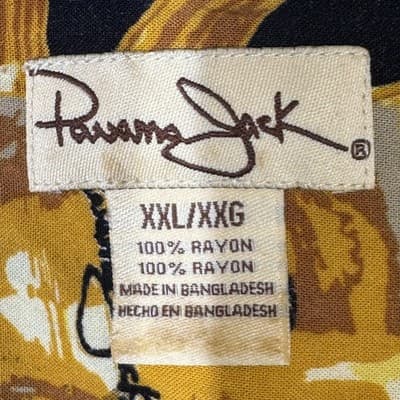 Panama Jack ®
XXL/XXG
100% RAYON
100% RAYON
MADE IN BANGLADESH
HECHO EN BANGLADESH